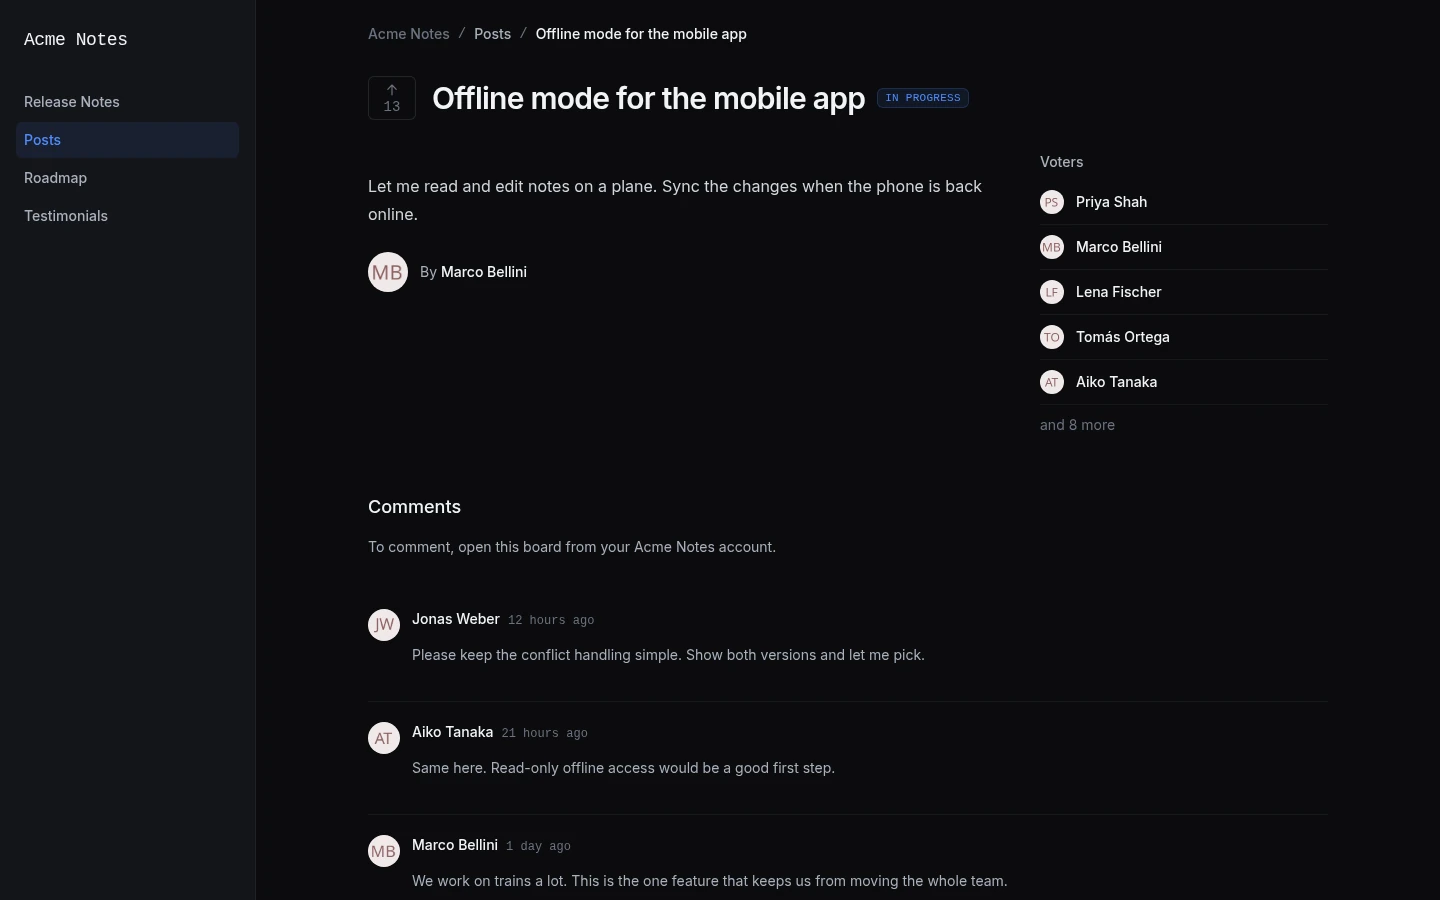 Acme Notes
Release Notes
Posts
Roadmap
Testimonials
Acme Notes / Posts / Offline mode for the mobile app
13
Offline mode for the mobile app
IN PROGRESS
Let me read and edit notes on a plane. Sync the changes when the phone is back
online.
MB
By Marco Bellini
Voters
PS Priya Shah
MB Marco Bellini
LF Lena Fischer
TO Tomás Ortega
AT Aiko Tanaka
and 8 more
Comments
To comment, open this board from your Acme Notes account.
JW Jonas Weber 12 hours ago
Please keep the conflict handling simple. Show both versions and let me pick.
AT Aiko Tanaka 21 hours ago
Same here. Read-only offline access would be a good first step.
MB Marco Bellini 1 day ago
We work on trains a lot. This is the one feature that keeps us from moving the whole team.